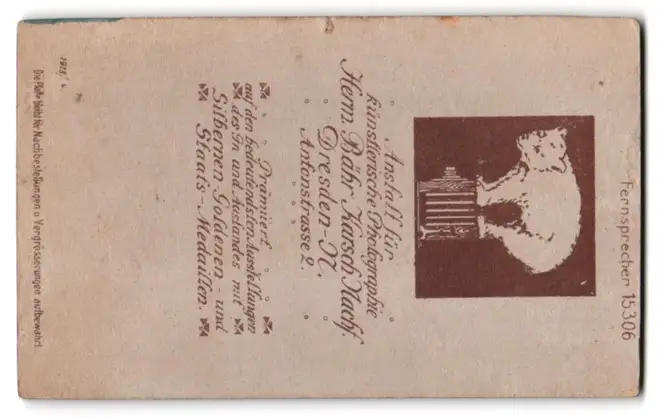 Fernsprecher 15306
Anstalt für
künstlerische Photographie
Herm. Bähr Karsch Nachf.
Dresden-N.
Antonstrasse 2.
Prämiert
auf den bedeutendsten Ausstellungen
des In und Auslandes mit
Silbernen-Goldenen-und
Staats-Medaillen.
Die Platte bleibt für Nachbestellungen u. Vergrösserungen aufbewahrt.